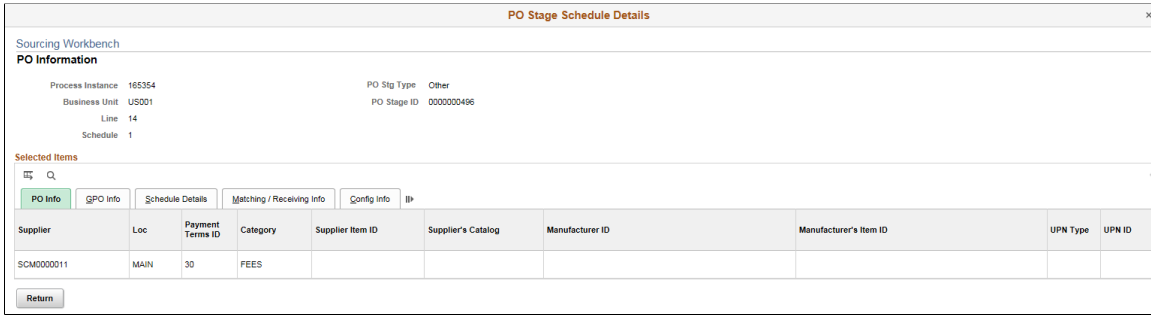 PO Stage Schedule Details ×
Sourcing Workbench
PO Information
Process Instance 165354 PO Stg Type Other
Business Unit US001 PO Stage ID 0000000496
Line 14
Schedule 1
Selected Items
PO Info GPO Info Schedule Details Matching / Receiving Info Config Info
Supplier Loc Payment Terms ID Category Supplier Item ID Supplier's Catalog Manufacturer ID Manufacturer's Item ID UPN Type UPN ID
SCM0000011 MAIN 30 FEES
Return